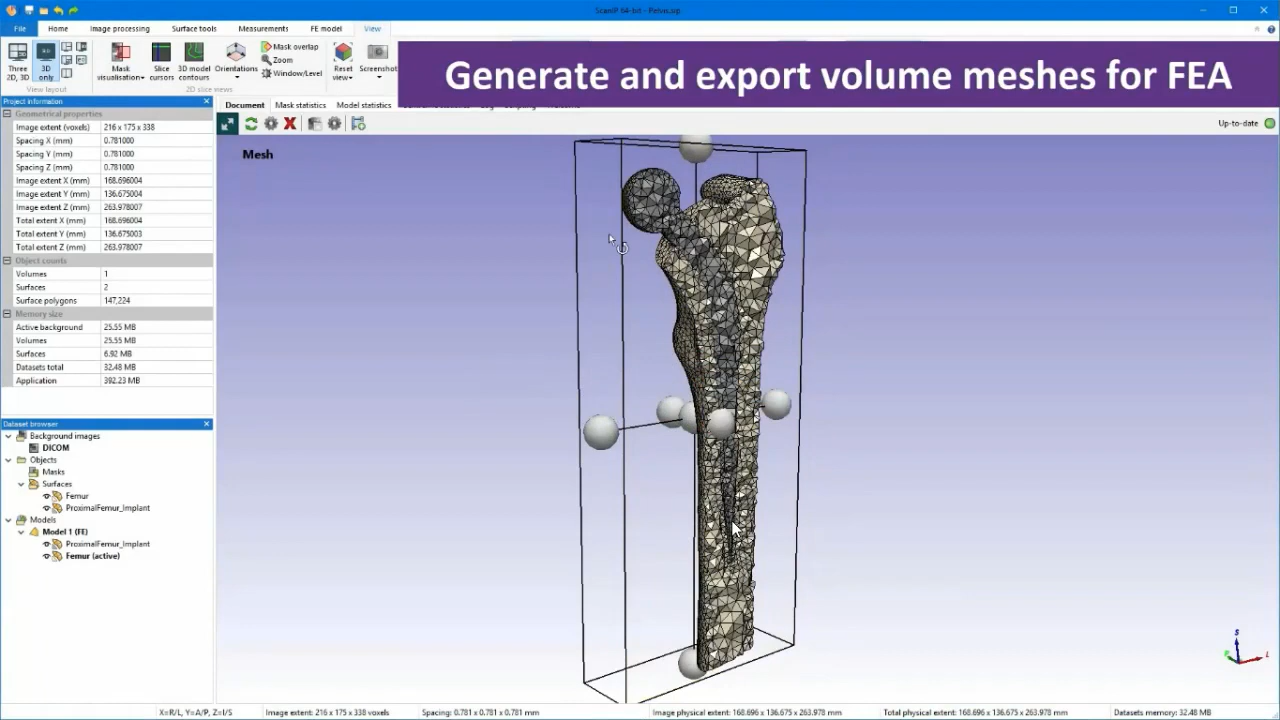 ScanIP 64-bit - Pelvis.sip
File Home Image processing Surface tools Measurements FE model View
Three 2D, 3D
3D only
Mask visualisation
Slice cursors
3D model contours
Orientations
Mask overlap
Zoom
Window/Level
Reset view
Screenshot
View layout
2D slice views
Generate and export volume meshes for FEA
Project information
Document Mask statistics Model statistics
Up-to-date
Geometrical properties
Image extent (voxels) 216 x 175 x 338
Spacing X (mm) 0.781000
Spacing Y (mm) 0.781000
Spacing Z (mm) 0.781000
Image extent X (mm) 168.696004
Image extent Y (mm) 136.675004
Image extent Z (mm) 263.978007
Total extent X (mm) 168.696004
Total extent Y (mm) 136.675003
Total extent Z (mm) 263.978007
Object counts
Volumes 1
Surfaces 2
Surface polygons 147,224
Memory size
Active background 25.55 MB
Volumes 25.55 MB
Surfaces 6.92 MB
Datasets total 32.48 MB
Application 392.23 MB
Mesh
Dataset browser
Background images
DICOM
Objects
Masks
Surfaces
Femur
ProximalFemur_Implant
Models
Model 1 (FE)
ProximalFemur_Implant
Femur (active)
S
L
X=R/L, Y=A/P, Z=I/S Image extent: 216 x 175 x 338 voxels Spacing: 0.781 x 0.781 x 0.781 mm Image physical extent: 168.696 x 136.675 x 263.978 mm Total physical extent: 168.696 x 136.675 x 263.978 mm Datasets memory: 32.48 MB